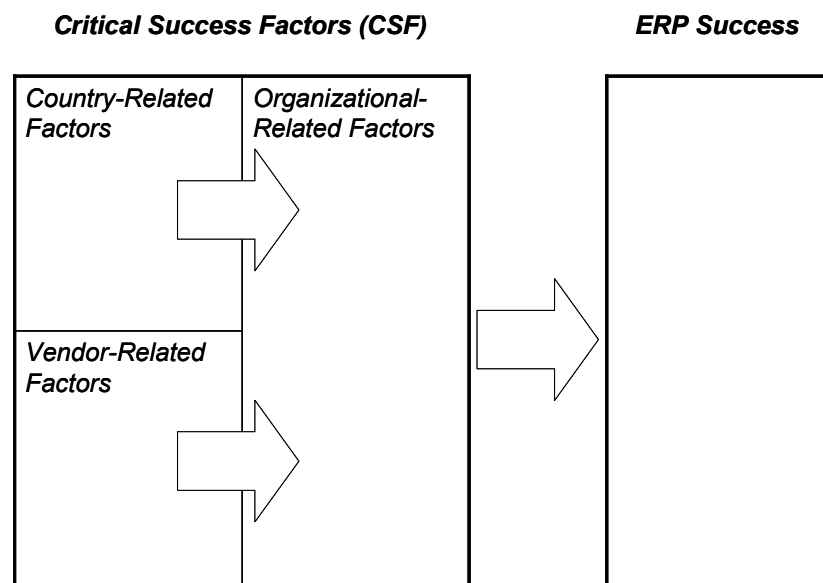 Critical Success Factors (CSF)
ERP Success
Country-Related
Factors
Organizational-
Related Factors
Vendor-Related
Factors